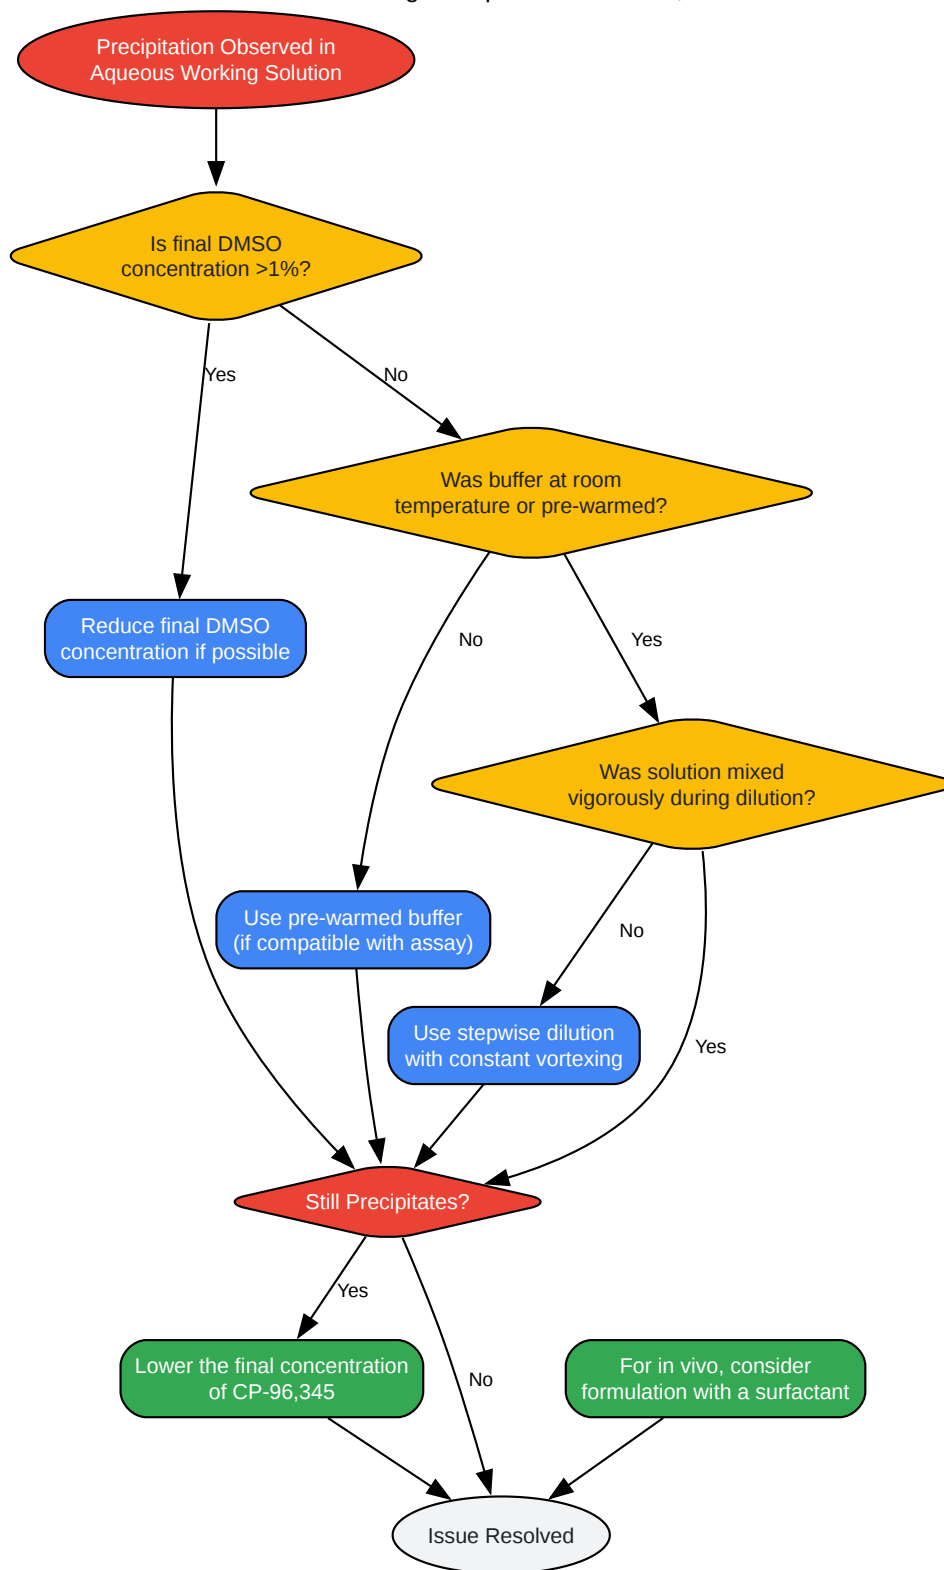 Precipitation Observed in
Aqueous Working Solution
Is final DMSO
concentration >1%?
Yes
No
Was buffer at room
temperature or pre-warmed?
Reduce final DMSO
concentration if possible
No
Yes
Was solution mixed
vigorously during dilution?
Use pre-warmed buffer
(if compatible with assay)
No
Use stepwise dilution
with constant vortexing
Yes
Still Precipitates?
Yes
Lower the final concentration
of CP-96,345
No
For in vivo, consider
formulation with a surfactant
Issue Resolved